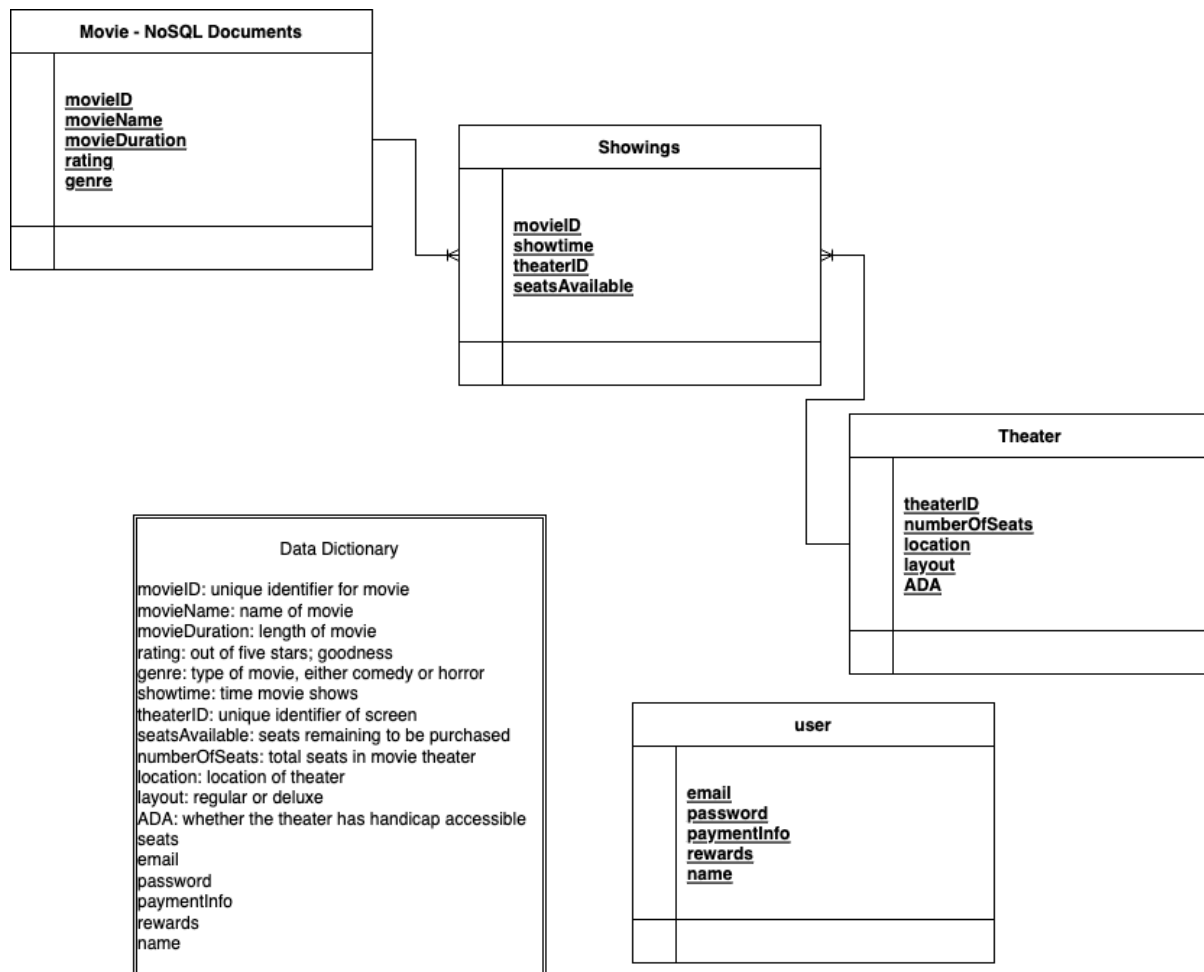 Movie - NoSQL Documents
movieID
movieName
movieDuration
rating
genre
Showings
movieID
showtime
theaterID
seatsAvailable
Theater
theaterID
numberOfSeats
location
layout
ADA
Data Dictionary
movieID: unique identifier for movie
movieName: name of movie
movieDuration: length of movie
rating: out of five stars; goodness
genre: type of movie, either comedy or horror
showtime: time movie shows
theaterID: unique identifier of screen
seatsAvailable: seats remaining to be purchased
numberOfSeats: total seats in movie theater
location: location of theater
layout: regular or deluxe
ADA: whether the theater has handicap accessible
seats
email
password
paymentInfo
rewards
name
user
email
password
paymentInfo
rewards
name